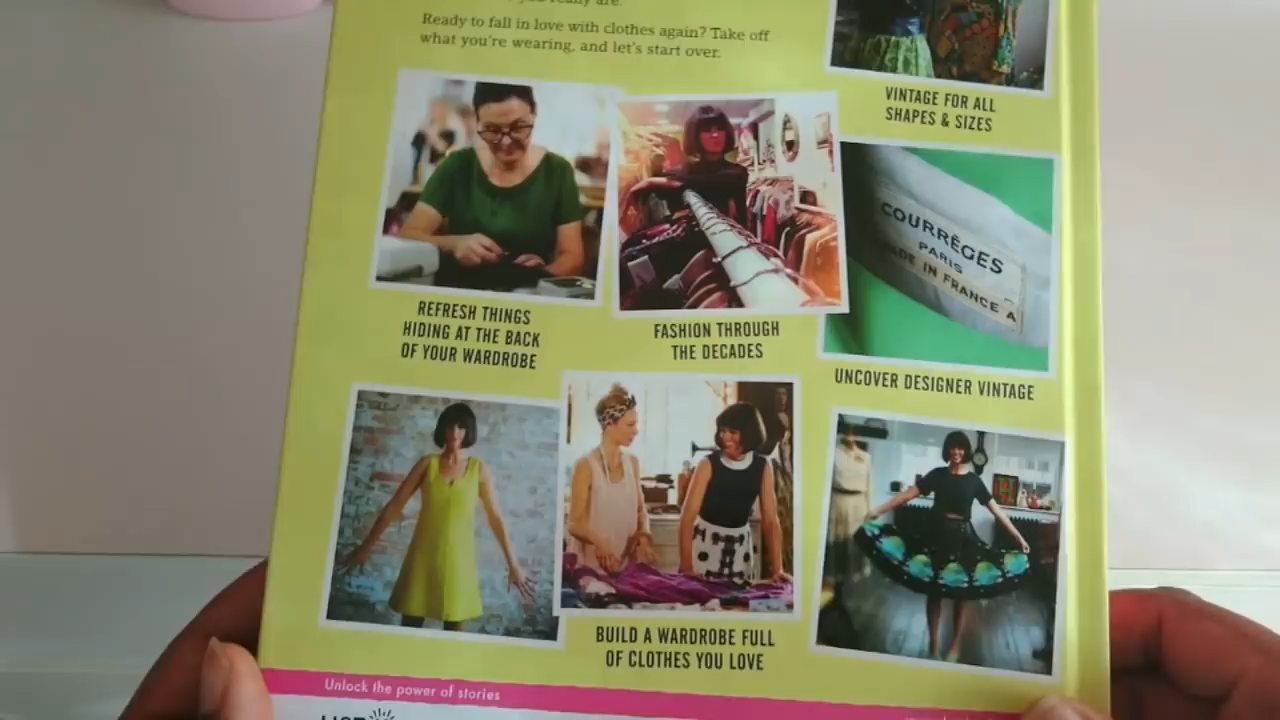 really are.
Ready to fall in love with clothes again? Take off
what you're wearing, and let's start over.
VINTAGE FOR ALL
SHAPES & SIZES
COURRÈGES
PARIS
MADE IN FRANCE A
REFRESH THINGS
HIDING AT THE BACK
OF YOUR WARDROBE
FASHION THROUGH
THE DECADES
UNCOVER DESIGNER VINTAGE
BUILD A WARDROBE FULL
OF CLOTHES YOU LOVE
Unlock the power of stories